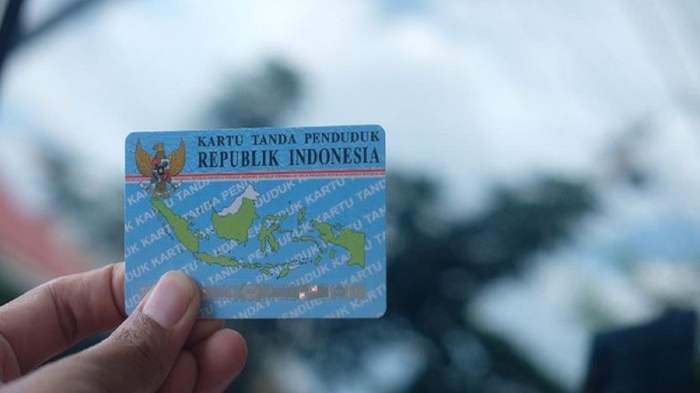 KARTU TANDA PENDUDUK
REPUBLIK INDONESIA